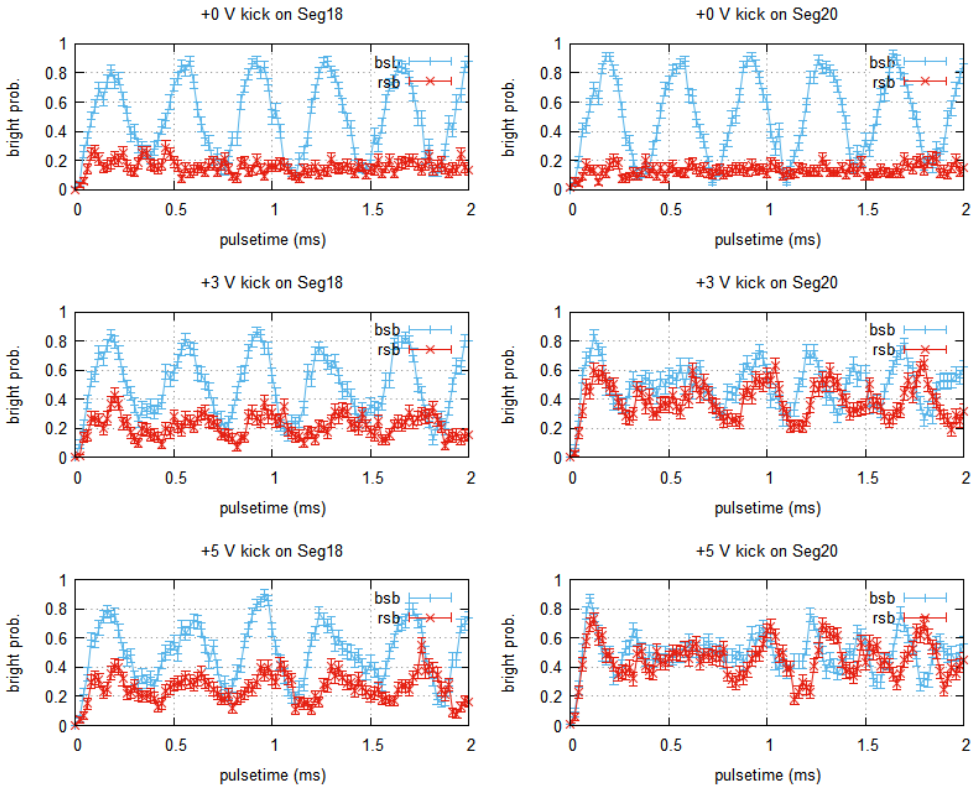 +0 V kick on Seg18
1
0.8
0.6
0.4
0.2
0
bright prob.
bsb
rsb
0
0.5
1
1.5
2
pulsetime (ms)
+0 V kick on Seg20
1
0.8
0.6
0.4
0.2
0
bright prob.
bsb
rsb
0
0.5
1
1.5
2
pulsetime (ms)
+3 V kick on Seg18
1
0.8
0.6
0.4
0.2
0
bright prob.
bsb
rsb
0
0.5
1
1.5
2
pulsetime (ms)
+3 V kick on Seg20
1
0.8
0.6
0.4
0.2
0
bright prob.
bsb
rsb
0
0.5
1
1.5
2
pulsetime (ms)
+5 V kick on Seg18
1
0.8
0.6
0.4
0.2
0
bright prob.
bsb
rsb
0
0.5
1
1.5
2
pulsetime (ms)
+5 V kick on Seg20
1
0.8
0.6
0.4
0.2
0
bright prob.
bsb
rsb
0
0.5
1
1.5
2
pulsetime (ms)